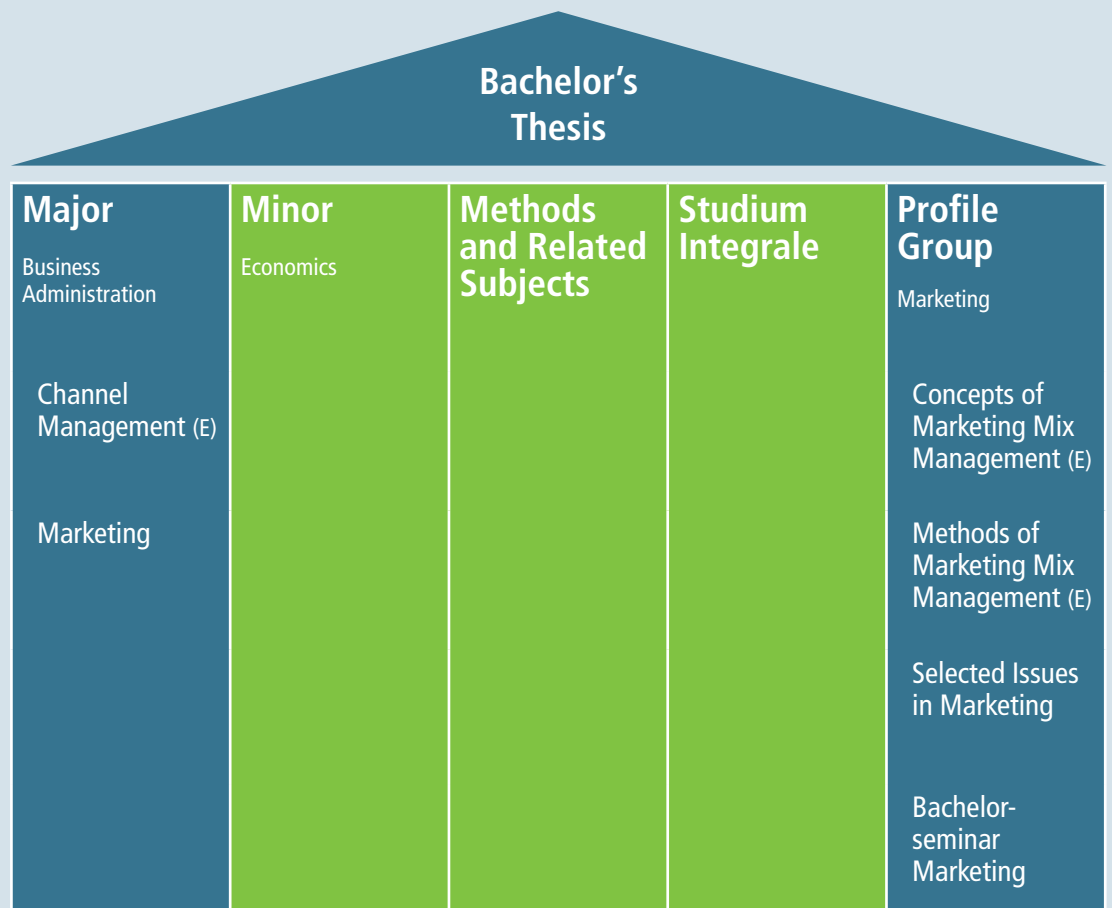 Bachelor's
Thesis
Major
Business
Administration
Channel
Management (E)
Marketing
Minor
Economics
Methods
and Related
Subjects
Studium
Integrale
Profile
Group
Marketing
Concepts of
Marketing Mix
Management (E)
Methods of
Marketing Mix
Management (E)
Selected Issues
in Marketing
Bachelor-
seminar
Marketing